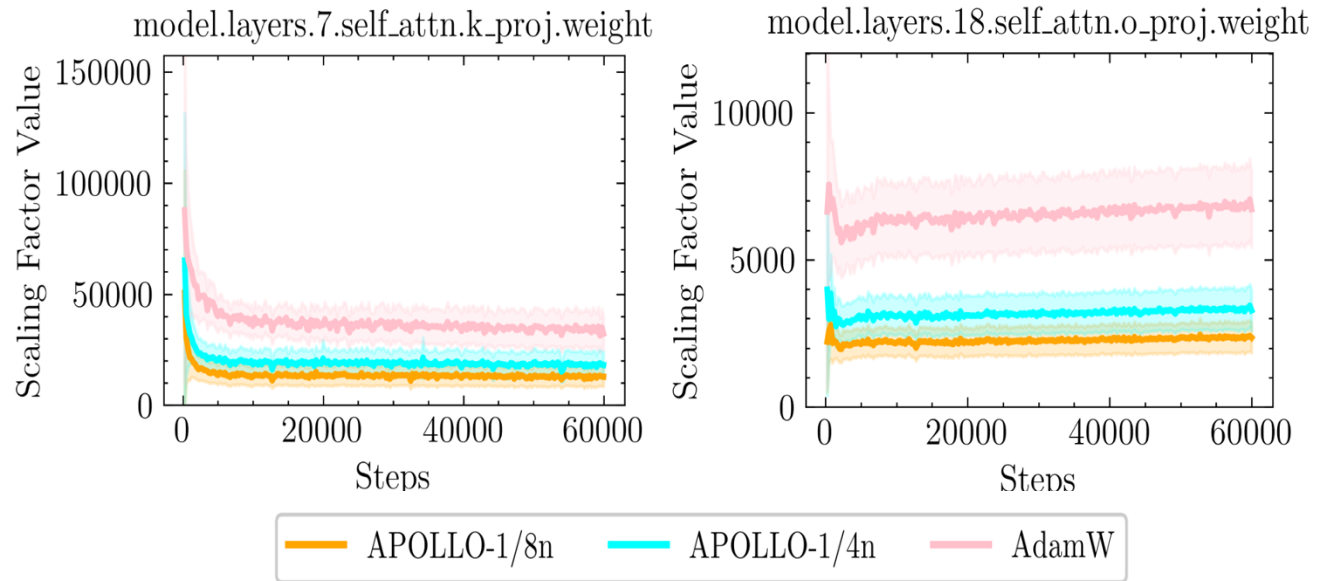 model.layers.7.self_attn.k_proj.weight
150000
100000
50000
0
Scaling Factor Value
0 20000 40000 60000
Steps
model.layers.18.self_attn.o_proj.weight
10000
5000
0
Scaling Factor Value
0 20000 40000 60000
Steps
APOLLO-1/8n APOLLO-1/4n AdamW